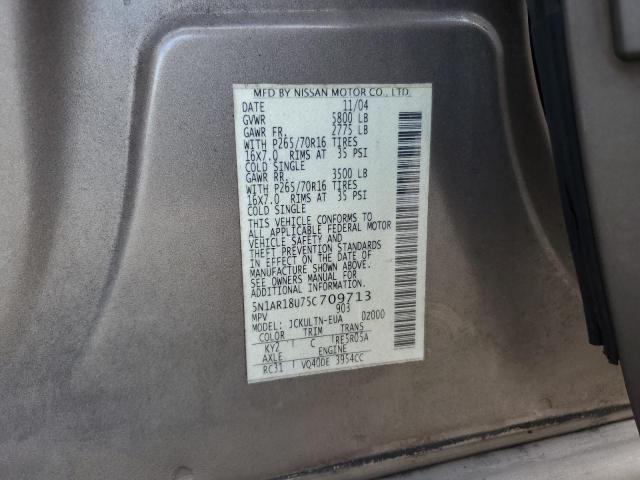 MFD BY NISSAN MOTOR CO., LTD.
DATE 11/04
GVWR 5800 LB
GAWR FR. 2775 LB
WITH P265/70R16 TIRES
16X7.0 RIMS AT 35 PSI
COLD SINGLE
GAWR RR. 3500 LB
WITH P265/70R16 TIRES
16X7.0 RIMS AT 35 PSI
COLD SINGLE
THIS VEHICLE CONFORMS TO
ALL APPLICABLE FEDERAL MOTOR
VEHICLE SAFETY AND
THEFT PREVENTION STANDARDS
IN EFFECT ON THE DATE OF
MANUFACTURE SHOWN ABOVE.
SEE OWNERS MANUAL FOR
ADDITIONAL INFORMATION.
5N1AR18U75C709713
MPV 903
MODEL: JCKULTN-EUA D2000
COLOR TRIM TRANS
KY2 C RE5R05A
AXLE ENGINE
RC31 VQ40DE 3954CC